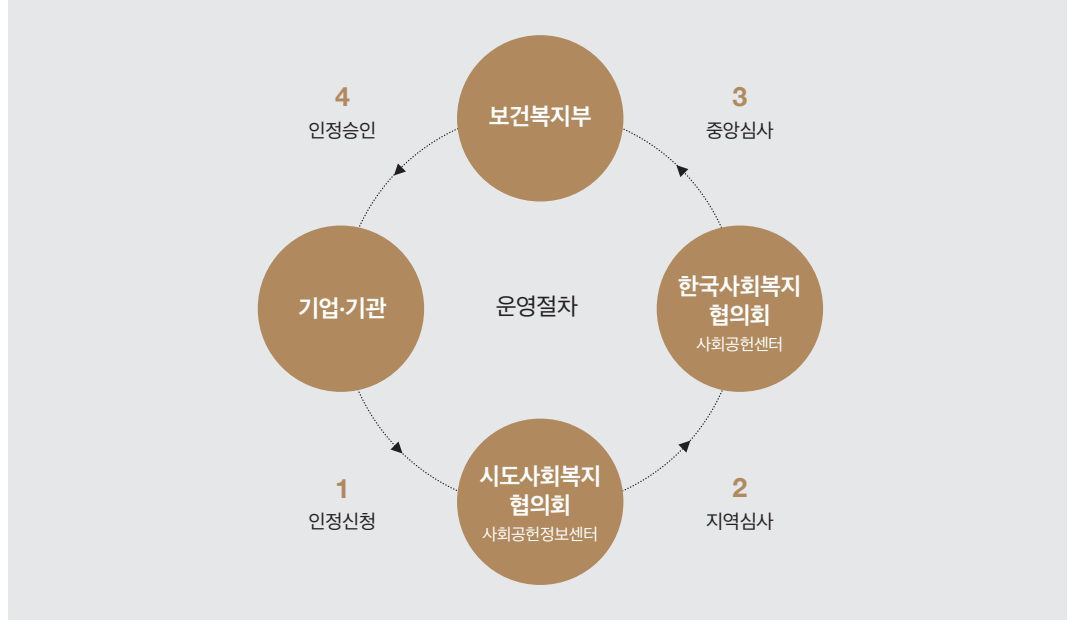 보건복지부
4
인정승인
3
중앙심사
기업·기관
운영절차
한국사회복지
협의회
사회공헌센터
시도사회복지
협의회
사회공헌정보센터
1
인정신청
2
지역심사